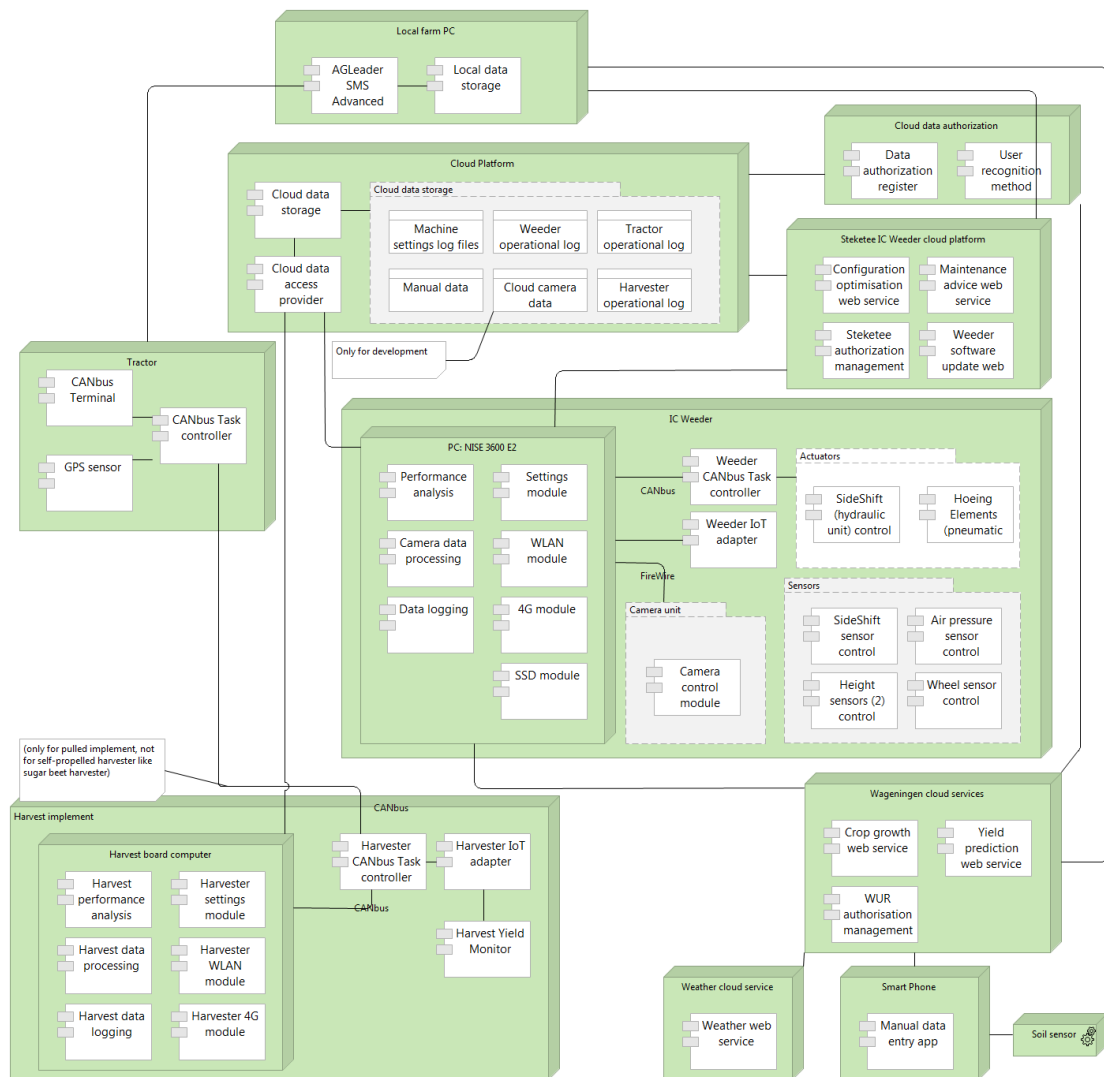 Local farm PC
AGLeader
SMS
Advanced
Local data
storage
Cloud data authorization
Data
authorization
register
User
recognition
method
Cloud Platform
Cloud data
storage
Cloud data
access
provider
Cloud data storage
Machine
settings log files
Weeder
operational log
Tractor
operational log
Manual data
Cloud camera
data
Harvester
operational log
Only for development
Steketee IC Weeder cloud platform
Configuration
optimisation
web service
Maintenance
advice web
service
Steketee
authorization
management
Weeder
software
update web
Tractor
CANbus
Terminal
CANbus Task
controller
GPS sensor
IC Weeder
PC: NISE 3600 E2
Performance
analysis
Settings
module
Camera data
processing
WLAN
module
Data logging
4G module
SSD module
CANbus
Weeder
CANbus Task
controller
Weeder IoT
adapter
FireWire
Camera unit
Camera
control
module
Actuators
SideShift
(hydraulic
unit) control
Hoeing
Elements
(pneumatic
Sensors
SideShift
sensor
control
Air pressure
sensor
control
Height
sensors (2)
control
Wheel sensor
control
(only for pulled implement, not
for self-propelled harvester like
sugar beet harvester)
CANbus
Harvest implement
Harvest board computer
Harvest
performance
analysis
Harvester
settings
module
Harvest data
processing
Harvester
WLAN
module
Harvest data
logging
Harvester 4G
module
Harvester
CANbus Task
controller
Harvester IoT
adapter
CANbus
Harvest Yield
Monitor
Wageningen cloud services
Crop growth
web service
Yield
prediction
web service
WUR
authorisation
management
Weather cloud service
Weather web
service
Smart Phone
Manual data
entry app
Soil sensor